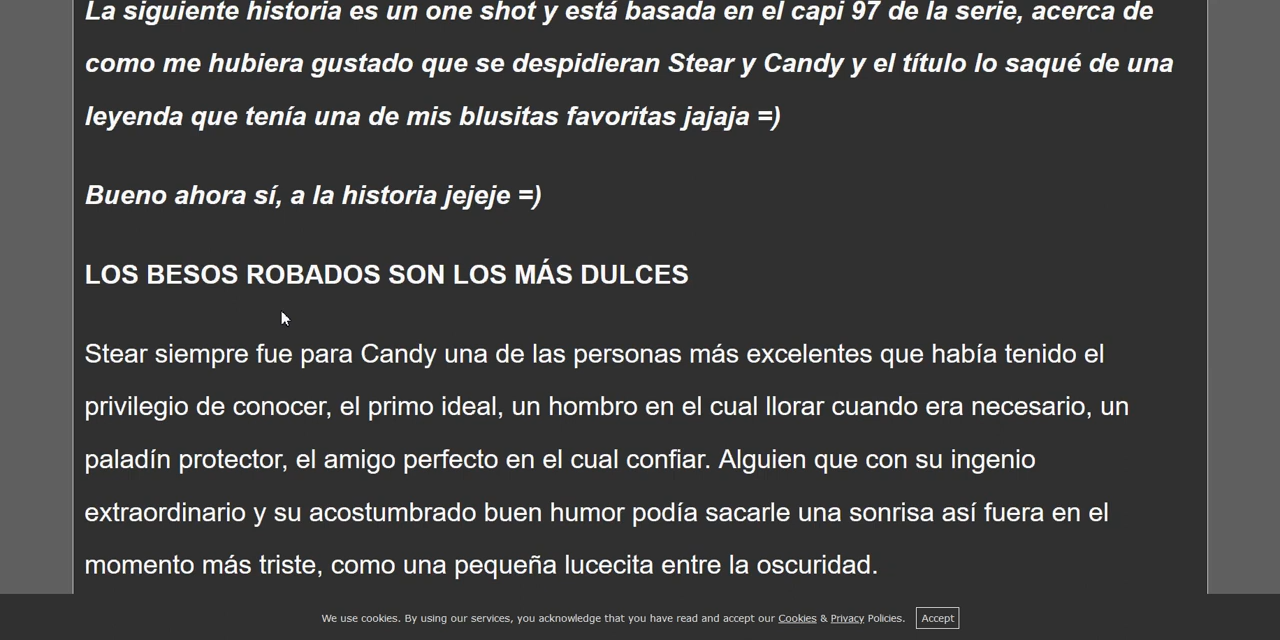 La siguiente historia es un one shot y está basada en el capi 97 de la serie, acerca de
como me hubiera gustado que se despidieran Stear y Candy y el título lo saqué de una
leyenda que tenía una de mis blusitas favoritas jajaja =)
Bueno ahora sí, a la historia jejeje =)
LOS BESOS ROBADOS SON LOS MÁS DULCES
Stear siempre fue para Candy una de las personas más excelentes que había tenido el
privilegio de conocer, el primo ideal, un hombro en el cual llorar cuando era necesario, un
paladín protector, el amigo perfecto en el cual confiar. Alguien que con su ingenio
extraordinario y su acostumbrado buen humor podía sacarle una sonrisa así fuera en el
momento más triste, como una pequeña lucecita entre la oscuridad.
We use cookies. By using our services, you acknowledge that you have read and accept our Cookies & Privacy Policies. Accept